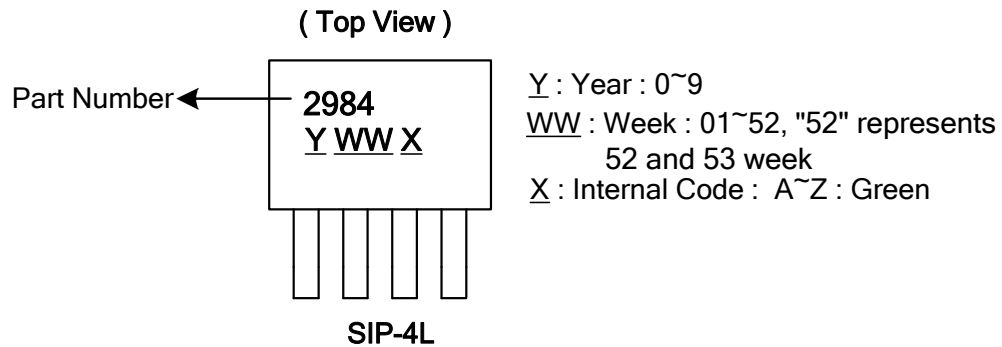 ( Top View )
Part Number
2984
Y WW X
Y : Year : 0~9
WW : Week : 01~52, "52" represents
52 and 53 week
X : Internal Code : A~Z : Green
SIP-4L